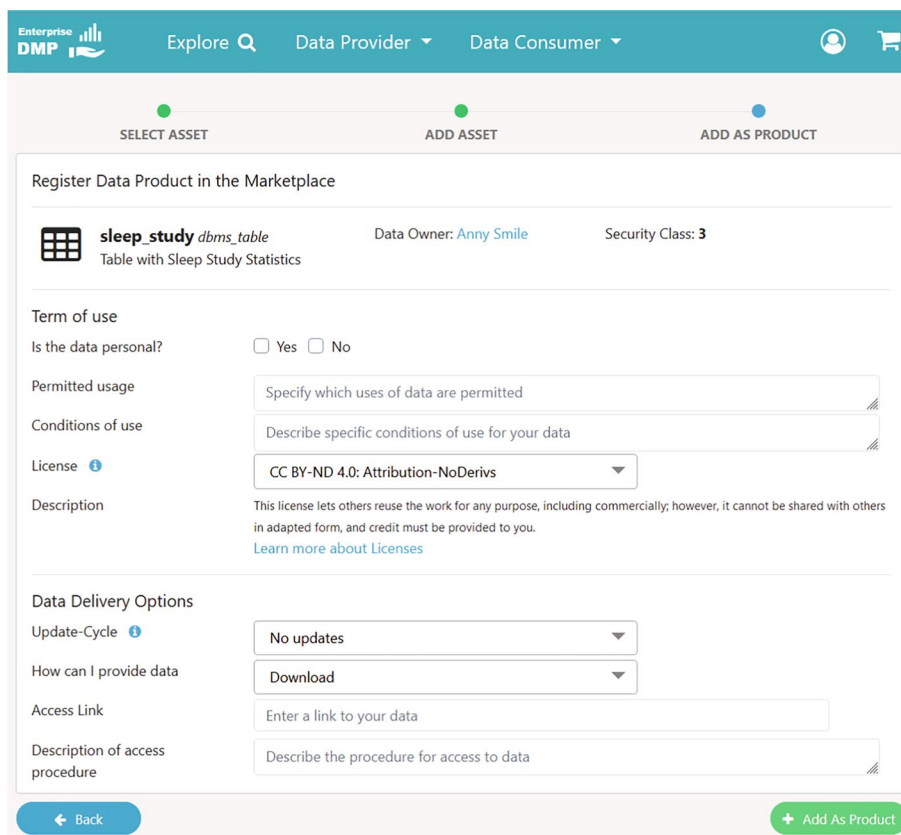 Enterprise
DMP
Explore Data Provider Data Consumer
SELECT ASSET ADD ASSET ADD AS PRODUCT
Register Data Product in the Marketplace
sleep_study dbms_table Data Owner: Anny Smile Security Class: 3
Table with Sleep Study Statistics
Term of use
Is the data personal? Yes No
Permitted usage Specify which uses of data are permitted
Conditions of use Describe specific conditions of use for your data
License CC BY-ND 4.0: Attribution-NoDerivs
Description This license lets others reuse the work for any purpose, including commercially; however, it cannot be shared with others
in adapted form, and credit must be provided to you.
Learn more about Licenses
Data Delivery Options
Update-Cycle No updates
How can I provide data Download
Access Link Enter a link to your data
Description of access Describe the procedure for access to data
procedure
Back + Add As Product